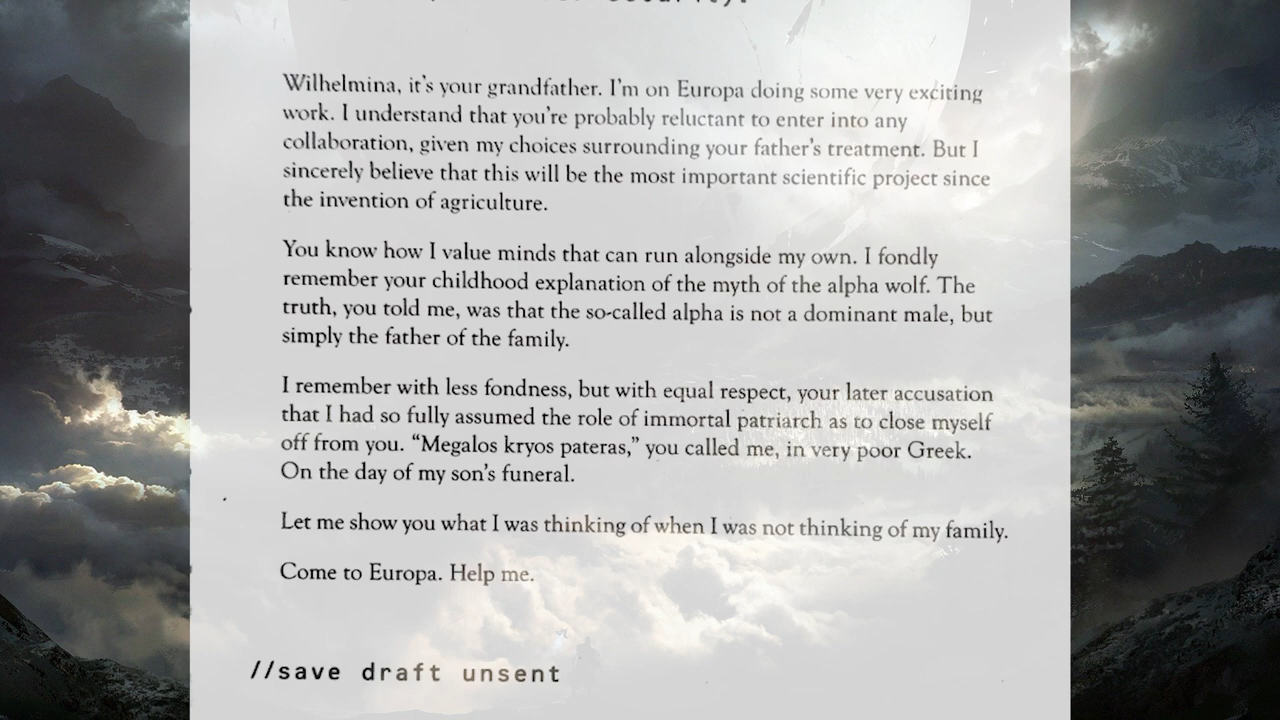 Wilhelmina, it's your grandfather. I'm on Europa doing some very exciting
work. I understand that you're probably reluctant to enter into any
collaboration, given my choices surrounding your father's treatment. But I
sincerely believe that this will be the most important scientific project since
the invention of agriculture.
You know how I value minds that can run alongside my own. I fondly
remember your childhood explanation of the myth of the alpha wolf. The
truth, you told me, was that the so-called alpha is not a dominant male, but
simply the father of the family.
I remember with less fondness, but with equal respect, your later accusation
that I had so fully assumed the role of immortal patriarch as to close myself
off from you. “Megalos kryos pateras,” you called me, in very poor Greek.
On the day of my son's funeral.
Let me show you what I was thinking of when I was not thinking of my family.
Come to Europa. Help me.
//save draft unsent